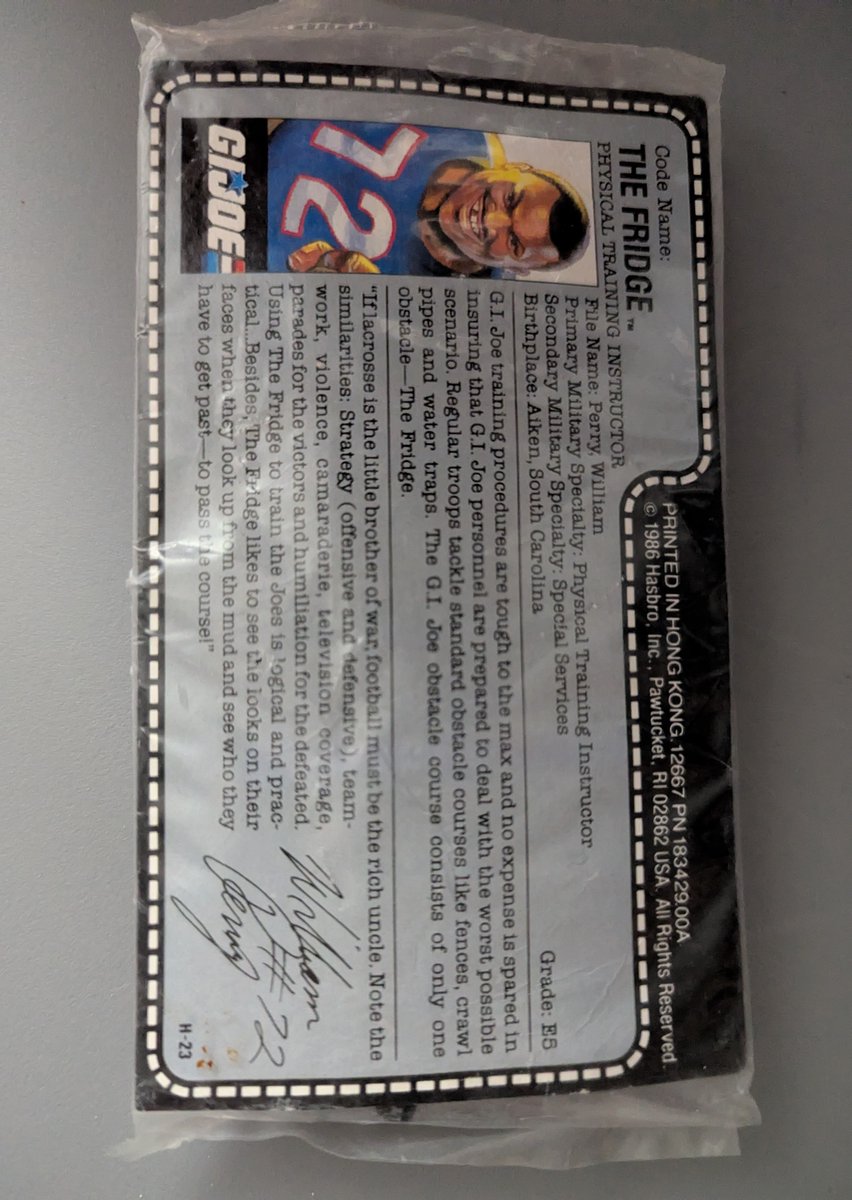 Code Name:
THE FRIDGE™
PHYSICAL TRAINING INSTRUCTOR
File Name: Perry, William
Primary Military Specialty: Physical Training Instructor
Secondary Military Specialty: Special Services
Birthplace: Aiken, South Carolina
Grade: E5
PRINTED IN HONG KONG. 12667 PN 183429.00A
© 1986 Hasbro, Inc., Pawtucket, RI 02862 USA. All Rights Reserved.
72
G.I. JOE
G.I. Joe training procedures are tough to the max and no expense is spared in
insuring that G.I. Joe personnel are prepared to deal with the worst possible
scenario. Regular troops tackle standard obstacle courses like fences, crawl
pipes and water traps. The G.I. Joe obstacle course consists of only one
obstacle—The Fridge.
"If lacrosse is the little brother of war, football must be the rich uncle. Note the
similarities: Strategy (offensive and defensive), team-
work, violence, camaraderie, television coverage,
parades for the victors and humiliation for the defeated.
Using The Fridge to train the Joes is logical and prac-
tical...Besides, The Fridge likes to see the looks on their
faces when they look up from the mud and see who they
have to get past—to pass the course!"
William
Perry #72
H-23